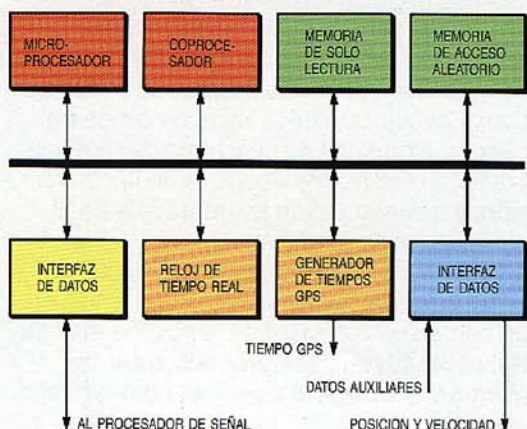 MICRO-
PROCESADOR
COPROCE-
SADOR
MEMORIA
DE SOLO
LECTURA
MEMORIA
DE ACCESO
ALEATORIO
INTERFAZ
DE DATOS
RELOJ DE
TIEMPO REAL
GENERADOR
DE TIEMPOS
GPS
INTERFAZ
DE DATOS
TIEMPO GPS
DATOS AUXILIARES
AL PROCESADOR DE SEÑAL
POSICION Y VELOCIDAD